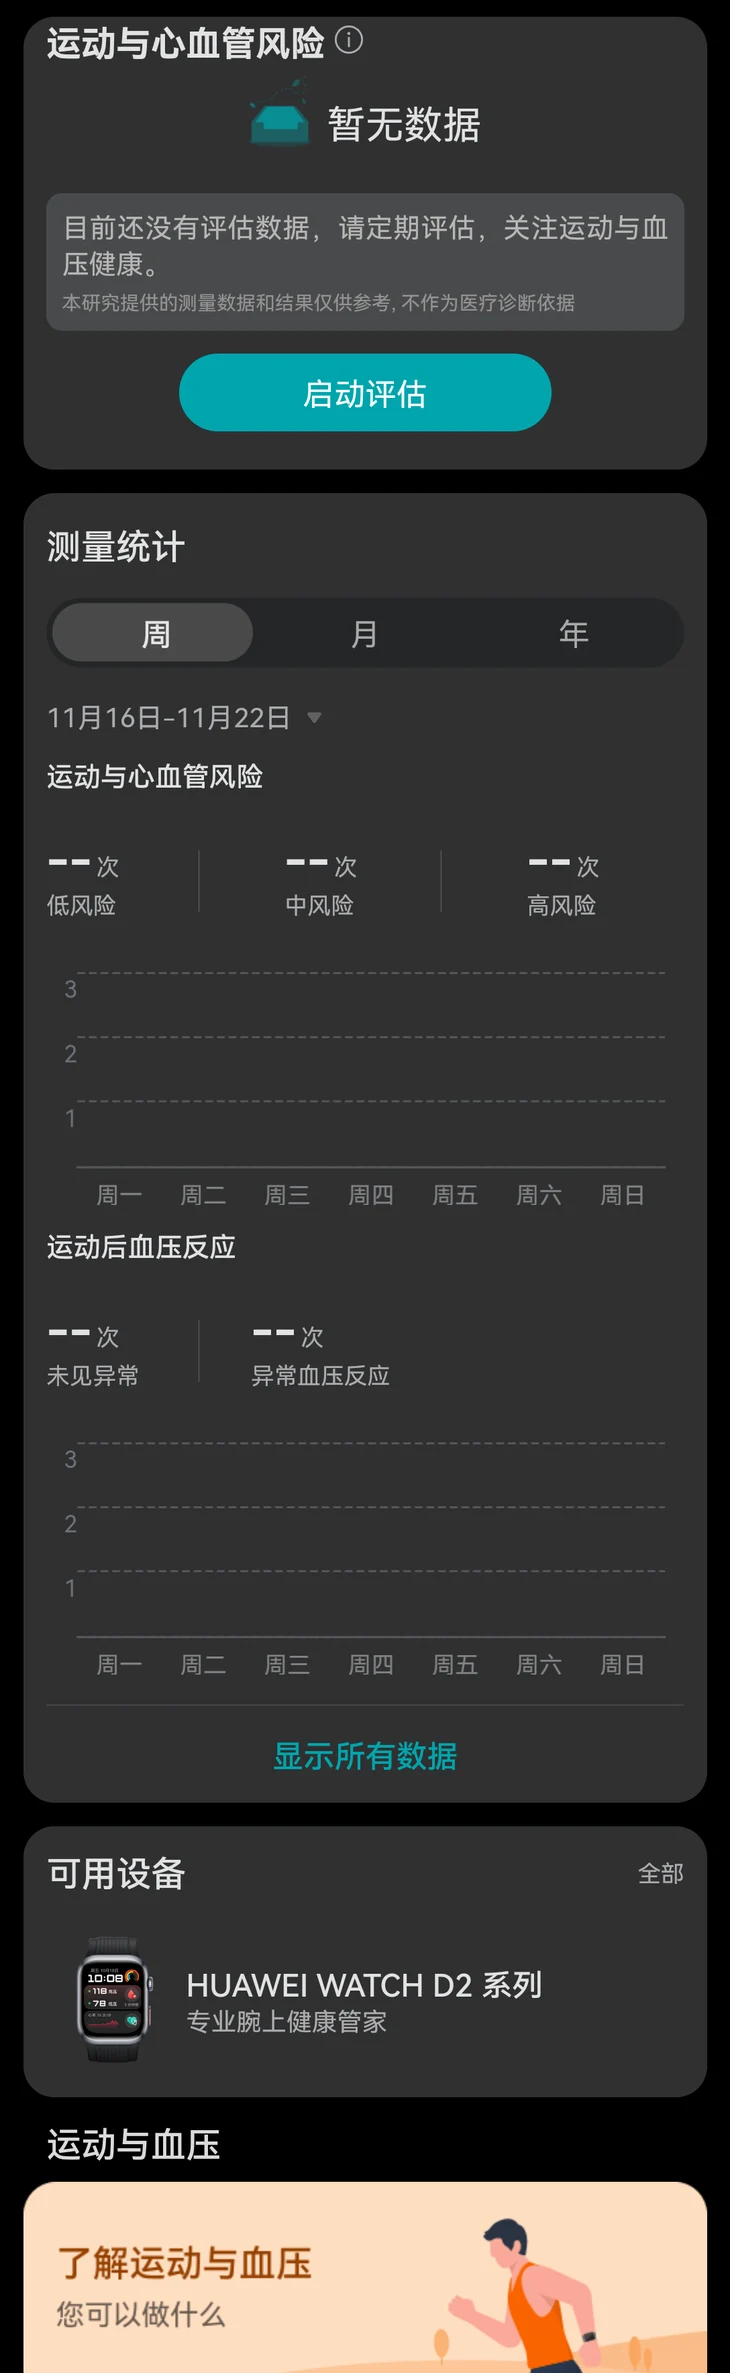 运动与心血管风险
暂无数据
目前还没有评估数据，请定期评估，关注运动与血
压健康。
本研究提供的测量数据和结果仅供参考, 不作为医疗诊断依据
启动评估
测量统计
周 月 年
11月16日-11月22日
运动与心血管风险
--次 --次 --次
低风险 中风险 高风险
3
2
1
周一 周二 周三 周四 周五 周六 周日
运动后血压反应
--次 --次
未见异常 异常血压反应
3
2
1
周一 周二 周三 周四 周五 周六 周日
显示所有数据
可用设备 全部
10:08
118
78
HUAWEI WATCH D2 系列
专业腕上健康管家
运动与血压
了解运动与血压
您可以做什么